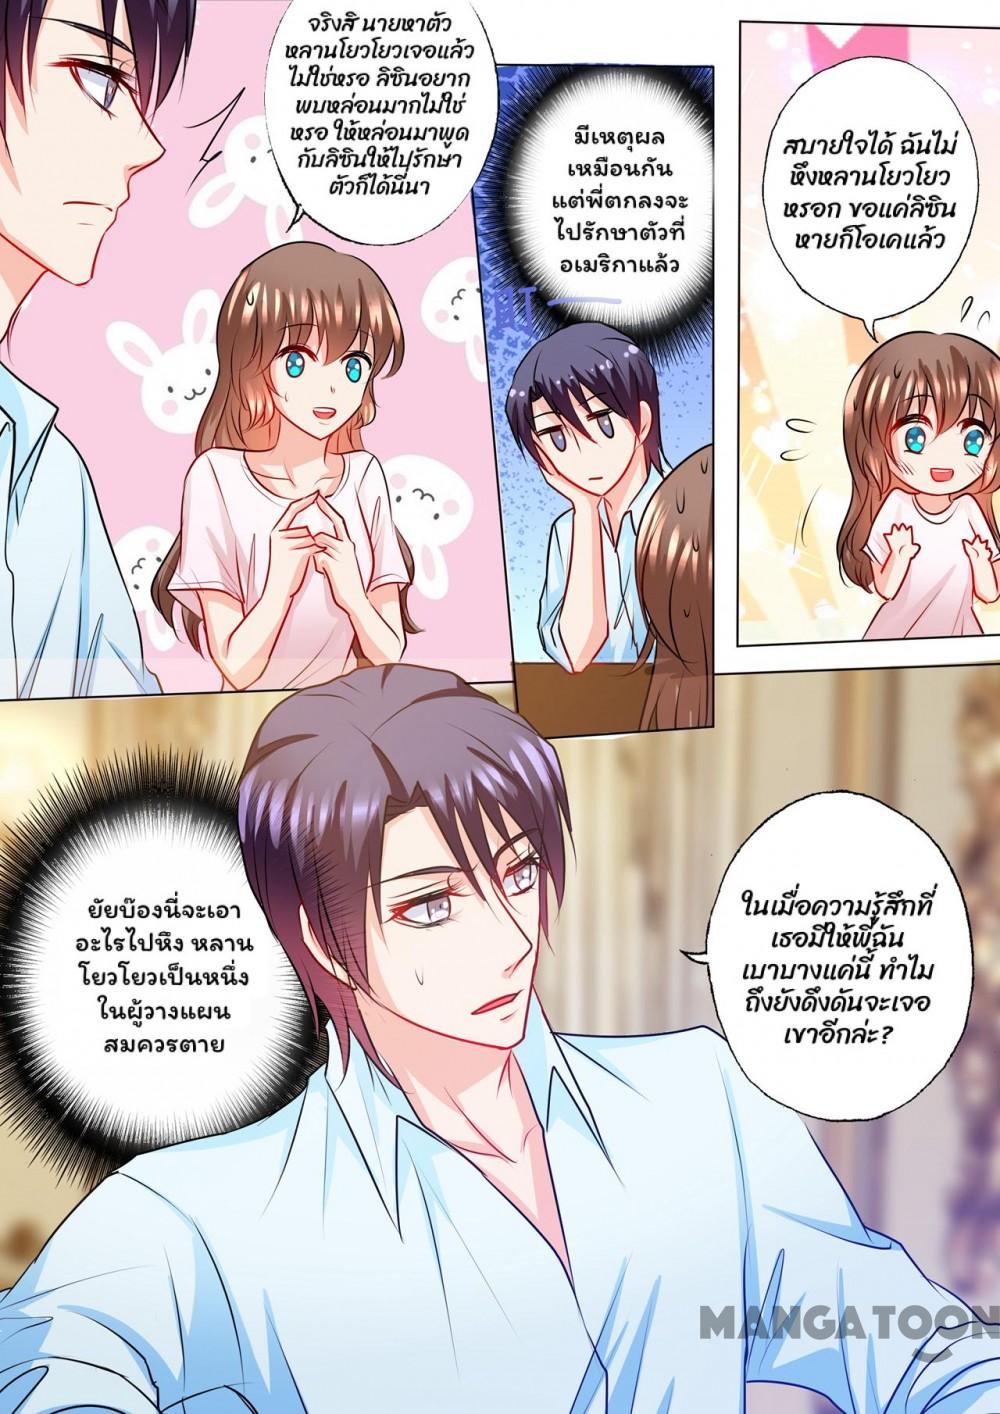 จริงสิ นายหาตัว
หลานโยวโยวเจอแล้ว
ไม่ใช่หรอ ลิซินอยาก
พบหล่อนมากไม่ใช่
หรอ ให้หล่อนมาพูด
กับลิซินให้ไปรักษา
ตัวก็ได้นี่นา
มีเหตุผล
เหมือนกัน
แต่พี่ตกลงจะ
ไปรักษาตัวที่
อเมริกาแล้ว
สบายใจได้ ฉันไม่
หึงหลานโยวโยว
หรอก ขอแค่ลิซิน
หายก็โอเคแล้ว
ยัยบ๊องนี่จะเอา
อะไรไปหึง หลาน
โยวโยวเป็นหนึ่ง
ในผู้วางแผน
สมควรตาย
ในเมื่อความรู้สึกที่
เธอมีให้พี่ฉัน
เบาบางแค่นี้ ทำไม
ถึงยังดึงดันจะเจอ
เขาอีกล่ะ?
MANGATOON